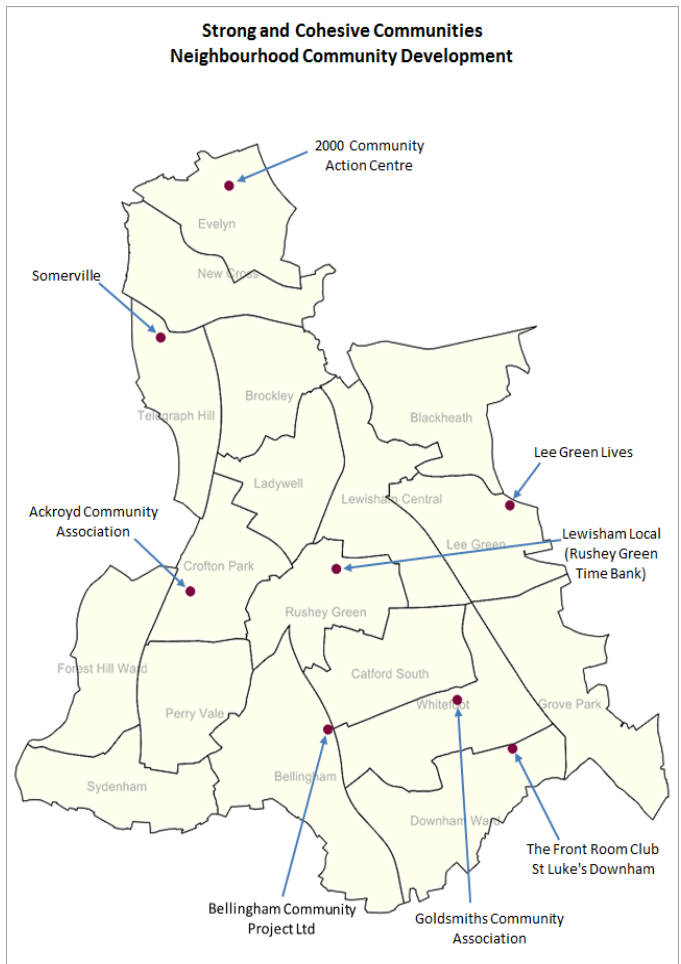 Strong and Cohesive Communities
Neighbourhood Community Development
2000 Community
Action Centre
Evelyn
New Cross
Somerville
Brockley
Telegraph Hill
Blackheath
Lee Green Lives
Ladywell
Lewisham Central
Ackroyd Community
Association
Lee Green
Lewisham Local
(Rushey Green
Time Bank)
Crofton Park
Rushey Green
Forest Hill Ward
Catford South
Whitefoot
Grove Park
Perry Vale
Bellingham
Sydenham
Downham Ward
The Front Room Club
St Luke's Downham
Bellingham Community
Project Ltd
Goldsmiths Community
Association